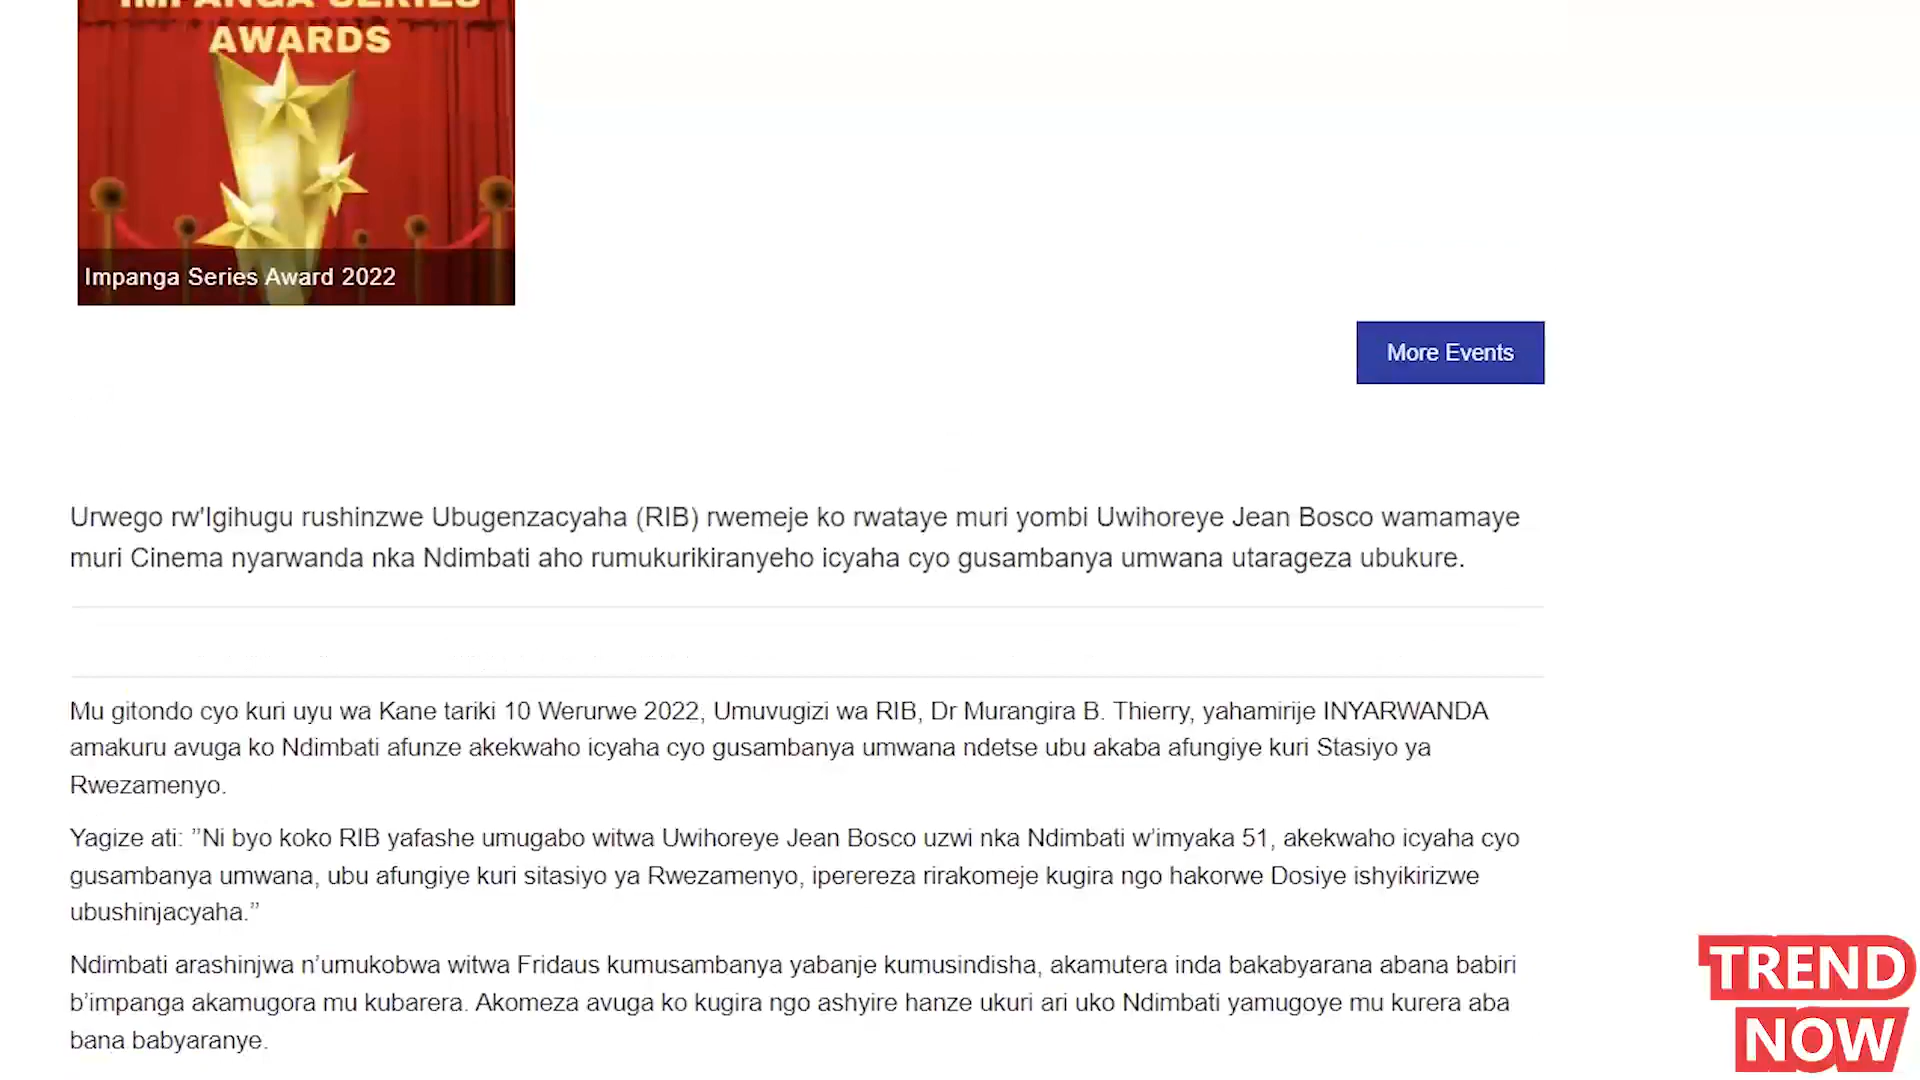 IMPANGA SERIES
AWARDS
Impanga Series Award 2022
More Events
Urwego rw'Igihugu rushinzwe Ubugenzacyaha (RIB) rwemeje ko rwataye muri yombi Uwihoreye Jean Bosco wamamaye
muri Cinema nyarwanda nka Ndimbati aho rumukurikiranyeho icyaha cyo gusambanya umwana utarageza ubukure.
Mu gitondo cyo kuri uyu wa Kane tariki 10 Werurwe 2022, Umuvugizi wa RIB, Dr Murangira B. Thierry, yahamirije INYARWANDA
amakuru avuga ko Ndimbati afunze akekwaho icyaha cyo gusambanya umwana ndetse ubu akaba afungiye kuri Stasiyo ya
Rwezamenyo.
Yagize ati: ”Ni byo koko RIB yafashe umugabo witwa Uwihoreye Jean Bosco uzwi nka Ndimbati w’imyaka 51, akekwaho icyaha cyo
gusambanya umwana, ubu afungiye kuri sitasiyo ya Rwezamenyo, iperereza rirakomeje kugira ngo hakorwe Dosiye ishyikirizwe
ubushinjacyaha.”
Ndimbati arashinjwa n’umukobwa witwa Fridaus kumusambanya yabanje kumusindisha, akamutera inda bakabyarana abana babiri
b’impanga akamugora mu kubarera. Akomeza avuga ko kugira ngo ashyire hanze ukuri ari uko Ndimbati yamugoye mu kurera aba
bana babyaranye.
TREND
NOW